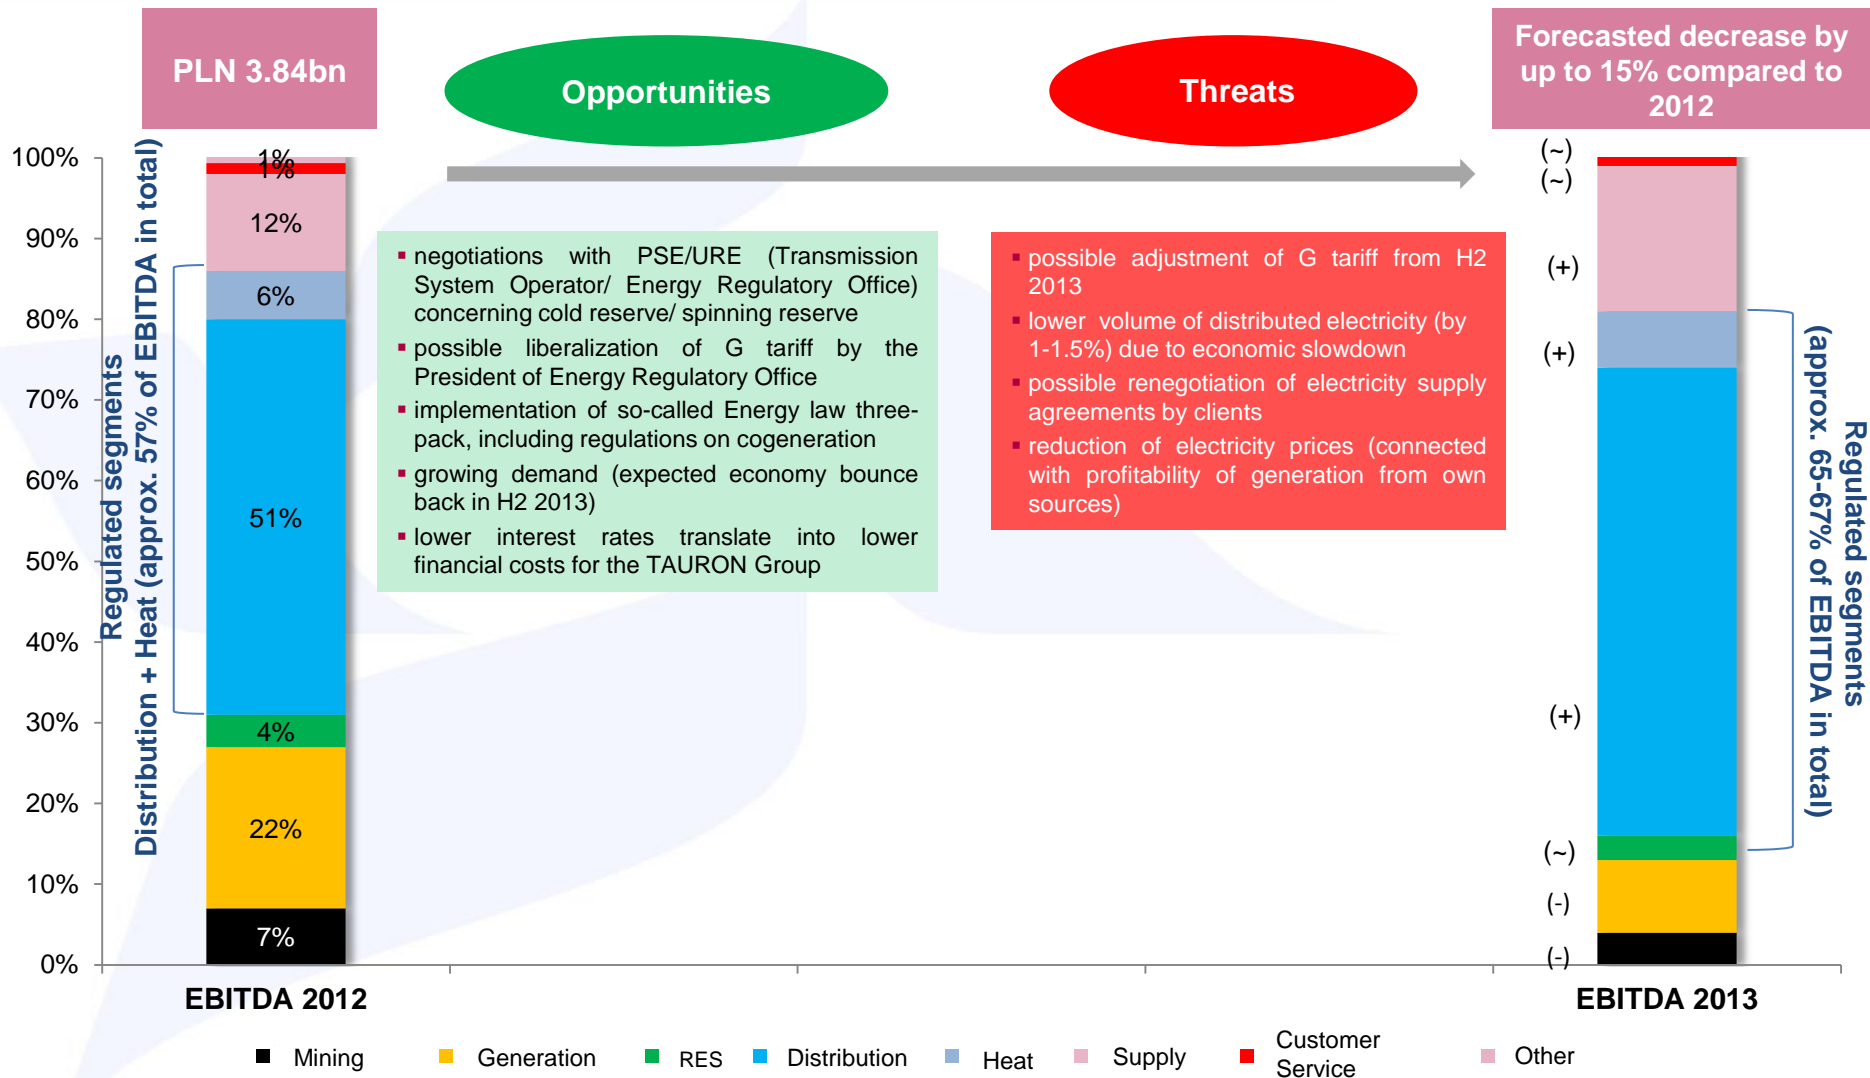 PLN 3.84bn
Opportunities
Threats
Forecasted decrease by
up to 15% compared to
2012
100%
90%
80%
70%
60%
50%
40%
30%
20%
10%
0%
Regulated segments
Distribution + Heat (approx. 57% of EBITDA in total)
1%
1%
12%
6%
51%
4%
22%
7%
▪ negotiations with PSE/URE (Transmission
System Operator/ Energy Regulatory Office)
concerning cold reserve/ spinning reserve
▪ possible liberalization of G tariff by the
President of Energy Regulatory Office
▪ implementation of so-called Energy law three-
pack, including regulations on cogeneration
▪ growing demand (expected economy bounce
back in H2 2013)
▪ lower interest rates translate into lower
financial costs for the TAURON Group
▪ possible adjustment of G tariff from H2
2013
▪ lower volume of distributed electricity (by
1-1.5%) due to economic slowdown
▪ possible renegotiation of electricity supply
agreements by clients
▪ reduction of electricity prices (connected
with profitability of generation from own
sources)
(~)
(~)
(+)
(+)
(+)
(~)
(-)
(-)
Regulated segments
(approx. 65-67% of EBITDA in total)
EBITDA 2012
EBITDA 2013
Mining
Generation
RES
Distribution
Heat
Supply
Customer
Service
Other